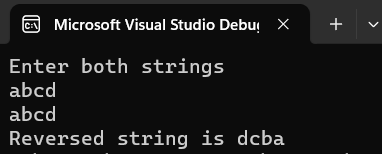 Microsoft Visual Studio Debug
Enter both strings
abcd
abcd
Reversed string is dcba